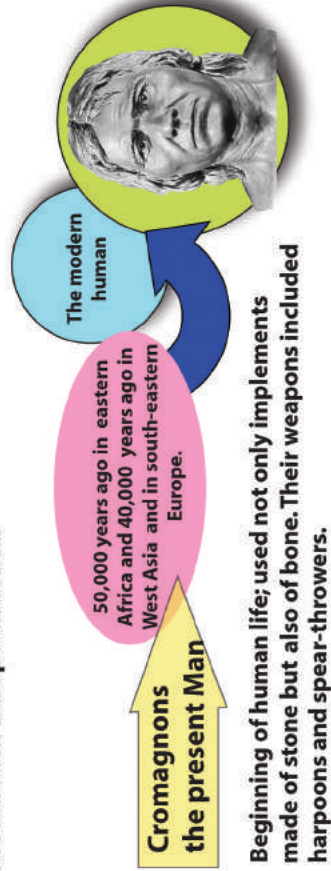 Cromagnons
the present Man
50,000 years ago in eastern
Africa and 40,000 years ago in
West Asia and in south-eastern
Europe.
The modern
human
Beginning of human life; used not only implements
made of stone but also of bone. Their weapons included
harpoons and spear-throwers.